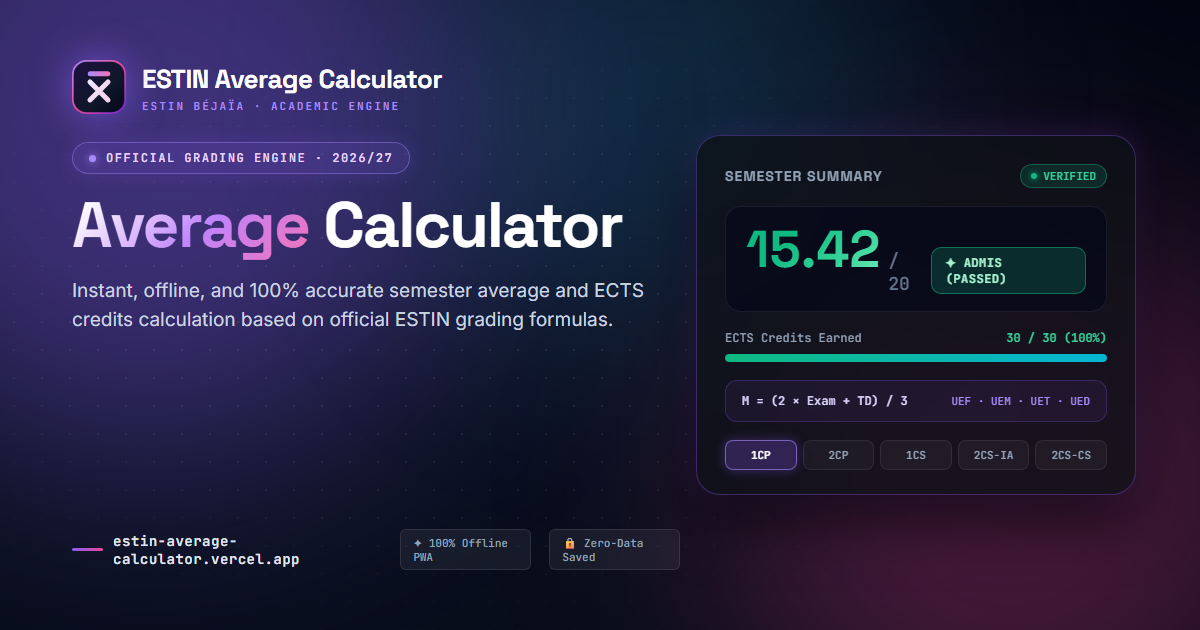 ESTIN Average Calculator
ESTIN BÉJAÏA · ACADEMIC ENGINE
OFFICIAL GRADING ENGINE · 2026/27
Average Calculator
Instant, offline, and 100% accurate semester average and ECTS
credits calculation based on official ESTIN grading formulas.
estin-average-
calculator.vercel.app
✦ 100% Offline
PWA
🔒 Zero-Data
Saved
SEMESTER SUMMARY
VERIFIED
15.42 /
20
✦ ADMIS
(PASSED)
ECTS Credits Earned
30 / 30 (100%)
M = (2 × Exam + TD) / 3
UEF · UEM · UET · UED
1CP
2CP
1CS
2CS-IA
2CS-CS